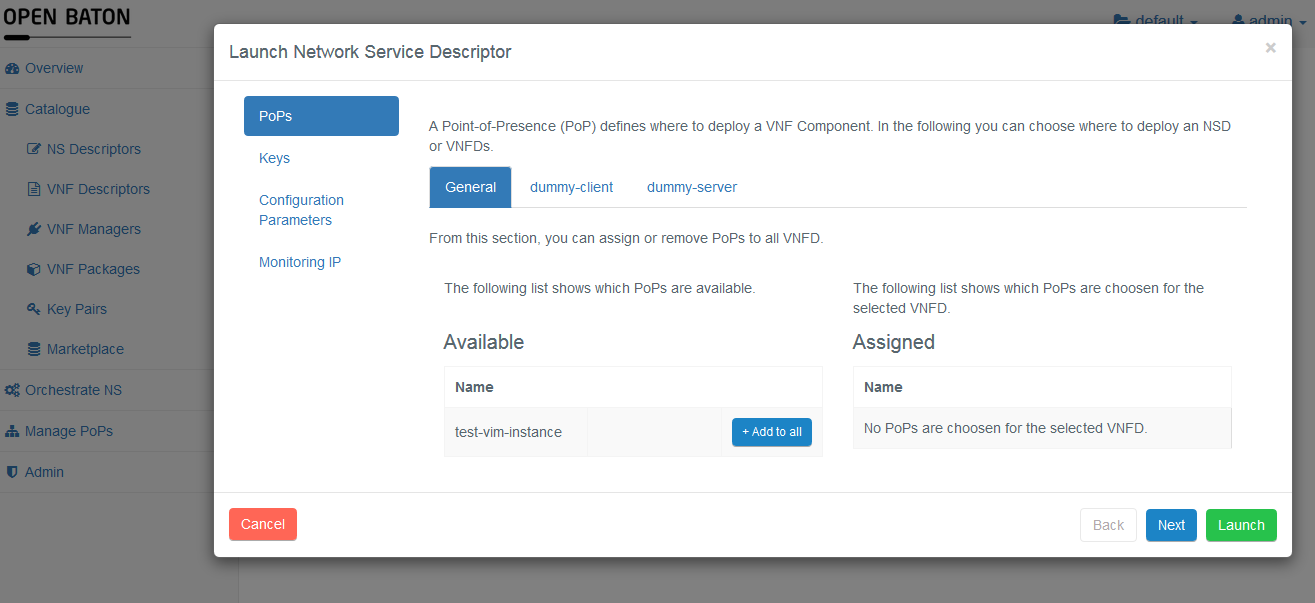 OPEN BATON
default
admin
Overview
Catalogue
NS Descriptors
VNF Descriptors
VNF Managers
VNF Packages
Key Pairs
Marketplace
Orchestrate NS
Manage PoPs
Admin
Launch Network Service Descriptor
×
PoPs
Keys
Configuration
Parameters
Monitoring IP
A Point-of-Presence (PoP) defines where to deploy a VNF Component. In the following you can choose where to deploy an NSD
or VNFDs.
General dummy-client dummy-server
From this section, you can assign or remove PoPs to all VNFD.
The following list shows which PoPs are available.
Available
Name
test-vim-instance + Add to all
The following list shows which PoPs are choosen for the
selected VNFD.
Assigned
Name
No PoPs are choosen for the selected VNFD.
Cancel Back Next Launch